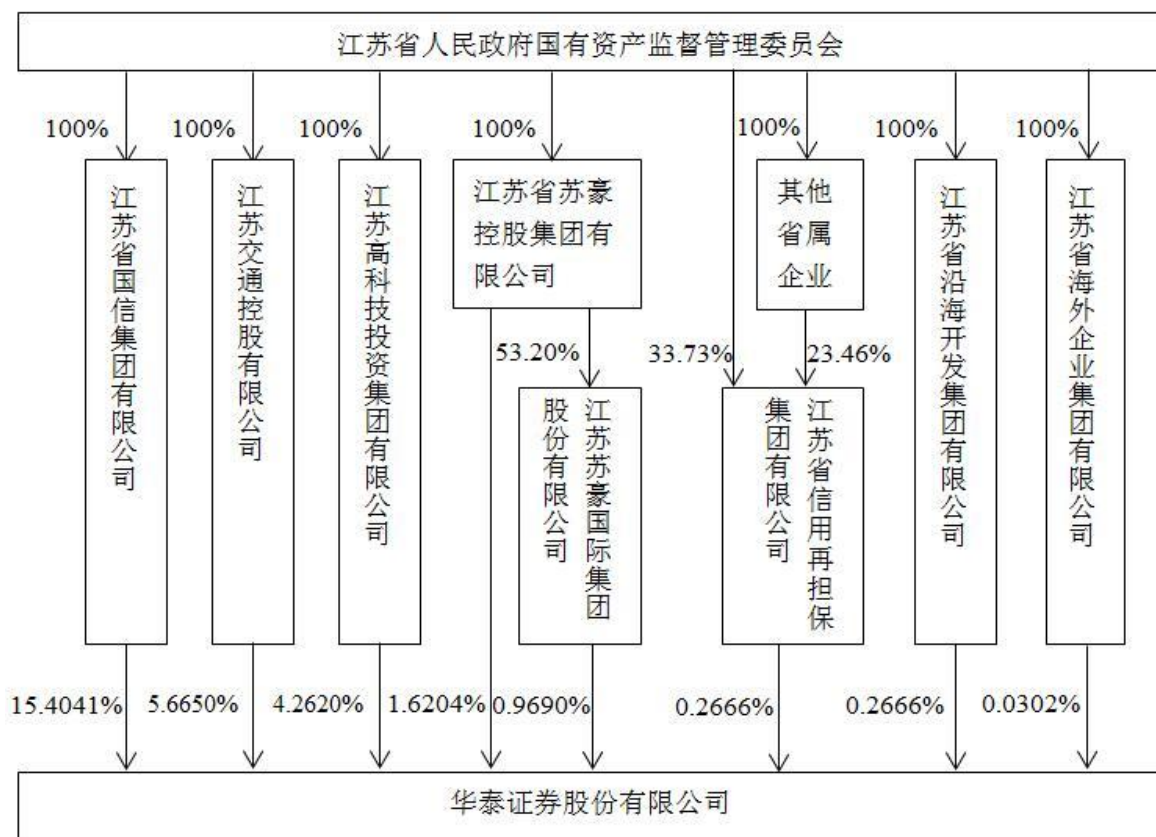 江苏省人民政府国有资产监督管理委员会
100%
100%
100%
100%
100%
100%
100%
江苏省国信集团有限公司
江苏交通控股有限公司
江苏高科技投资集团有限公司
江苏省苏豪
控股集团有
限公司
其他
省属
企业
江苏省沿海开发集团有限公司
江苏省海外企业集团有限公司
53.20%
33.73%
23.46%
江苏苏豪国际集团
股份有限公司
江苏省信用再担保
集团有限公司
15.4041%
5.6650%
4.2620%
1.6204%
0.9690%
0.2666%
0.2666%
0.0302%
华泰证券股份有限公司